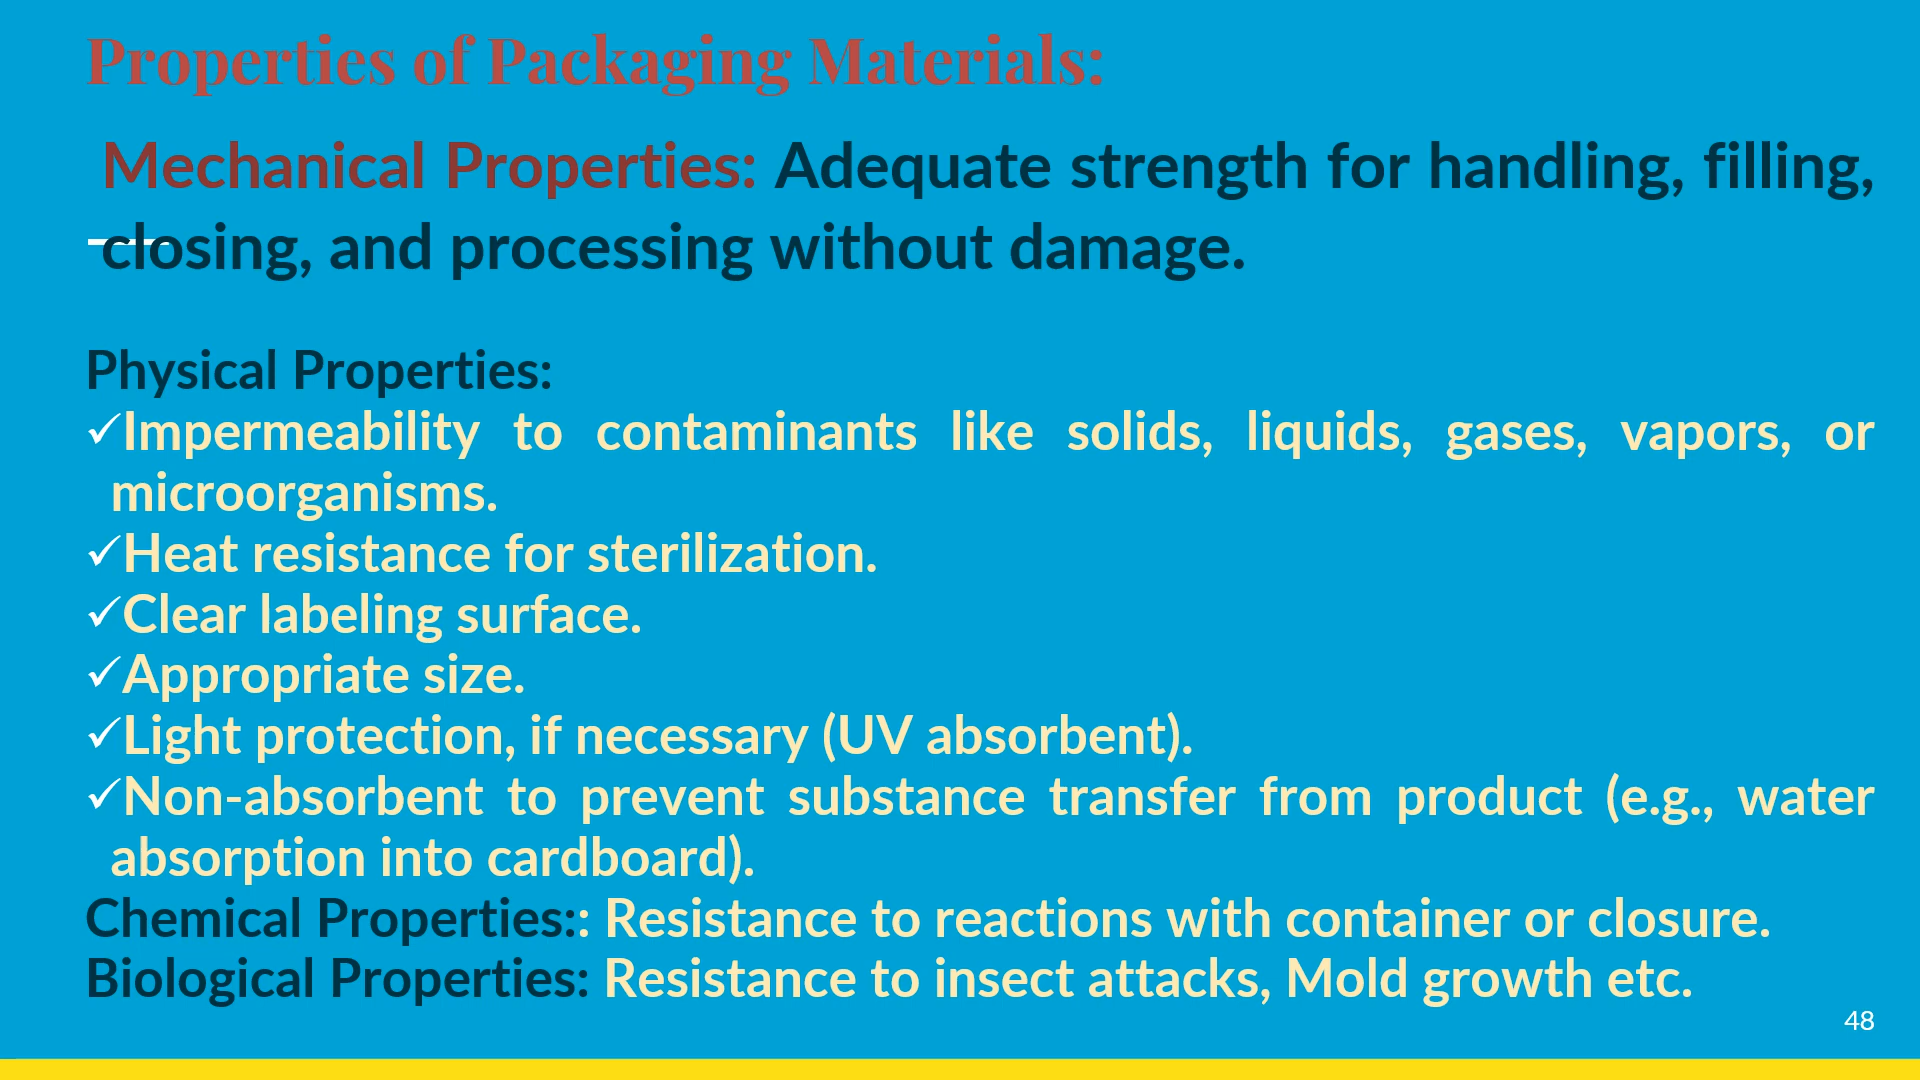 Properties of Packaging Materials:
Mechanical Properties: Adequate strength for handling, filling,
closing, and processing without damage.
Physical Properties:
✓Impermeability to contaminants like solids, liquids, gases, vapors, or
microorganisms.
✓Heat resistance for sterilization.
✓Clear labeling surface.
✓Appropriate size.
✓Light protection, if necessary (UV absorbent).
✓Non-absorbent to prevent substance transfer from product (e.g., water
absorption into cardboard).
Chemical Properties:: Resistance to reactions with container or closure.
Biological Properties: Resistance to insect attacks, Mold growth etc.
48